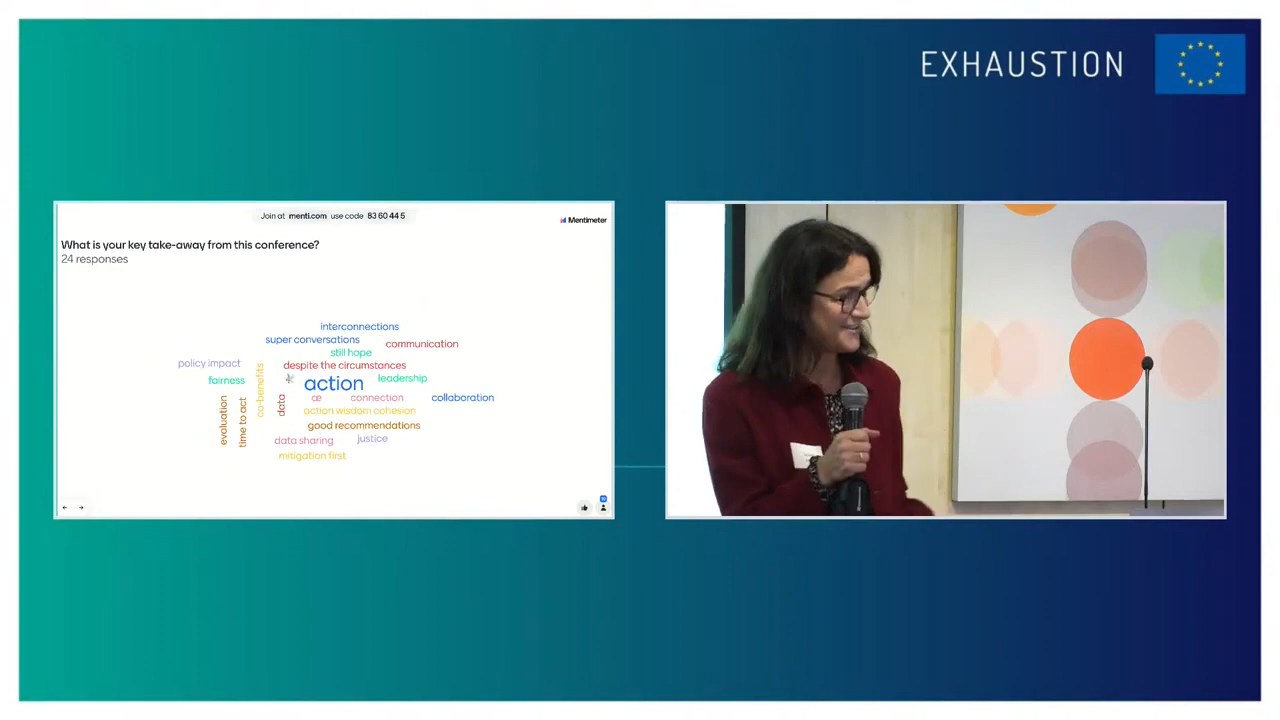 EXHAUSTION
Join at menti.com use code 83 60 44 5
Mentimeter
What is your key take-away from this conference?
24 responses
interconnections
super conversations
communication
still hope
policy impact
despite the circumstances
fairness
co-benefits
action
leadership
evaluation
time to act
data
œ
connection
collaboration
action wisdom cohesion
good recommendations
data sharing
justice
mitigation first